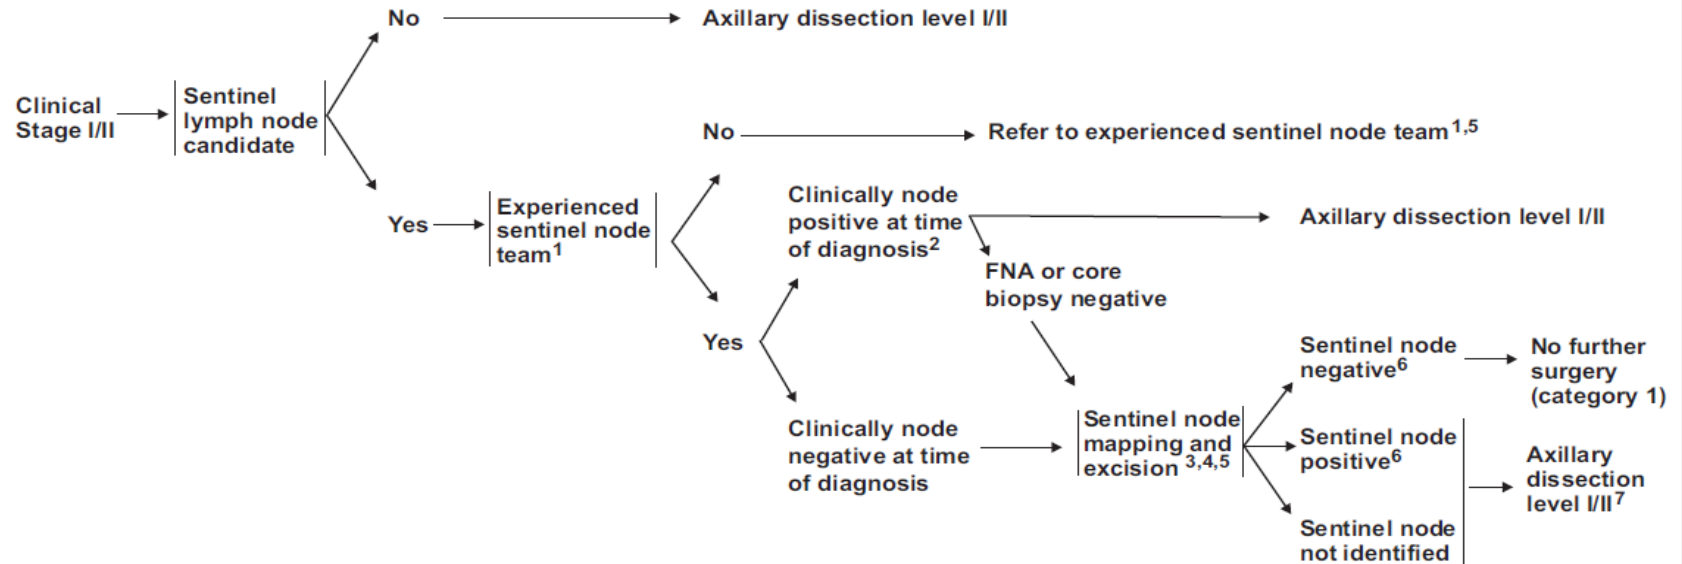 No
Axillary dissection level I/II
Clinical
Stage I/II
Sentinel
lymph node
candidate
No
Refer to experienced sentinel node team1,5
Yes
Experienced
sentinel node
team1
Clinically node
positive at time
of diagnosis2
Axillary dissection level I/II
FNA or core
biopsy negative
Yes
Clinically node
negative at time
of diagnosis
Sentinel node
mapping and
excision 3,4,5
Sentinel node
negative6
No further
surgery
(category 1)
Sentinel node
positive6
Sentinel node
not identified
Axillary
dissection
level I/II7